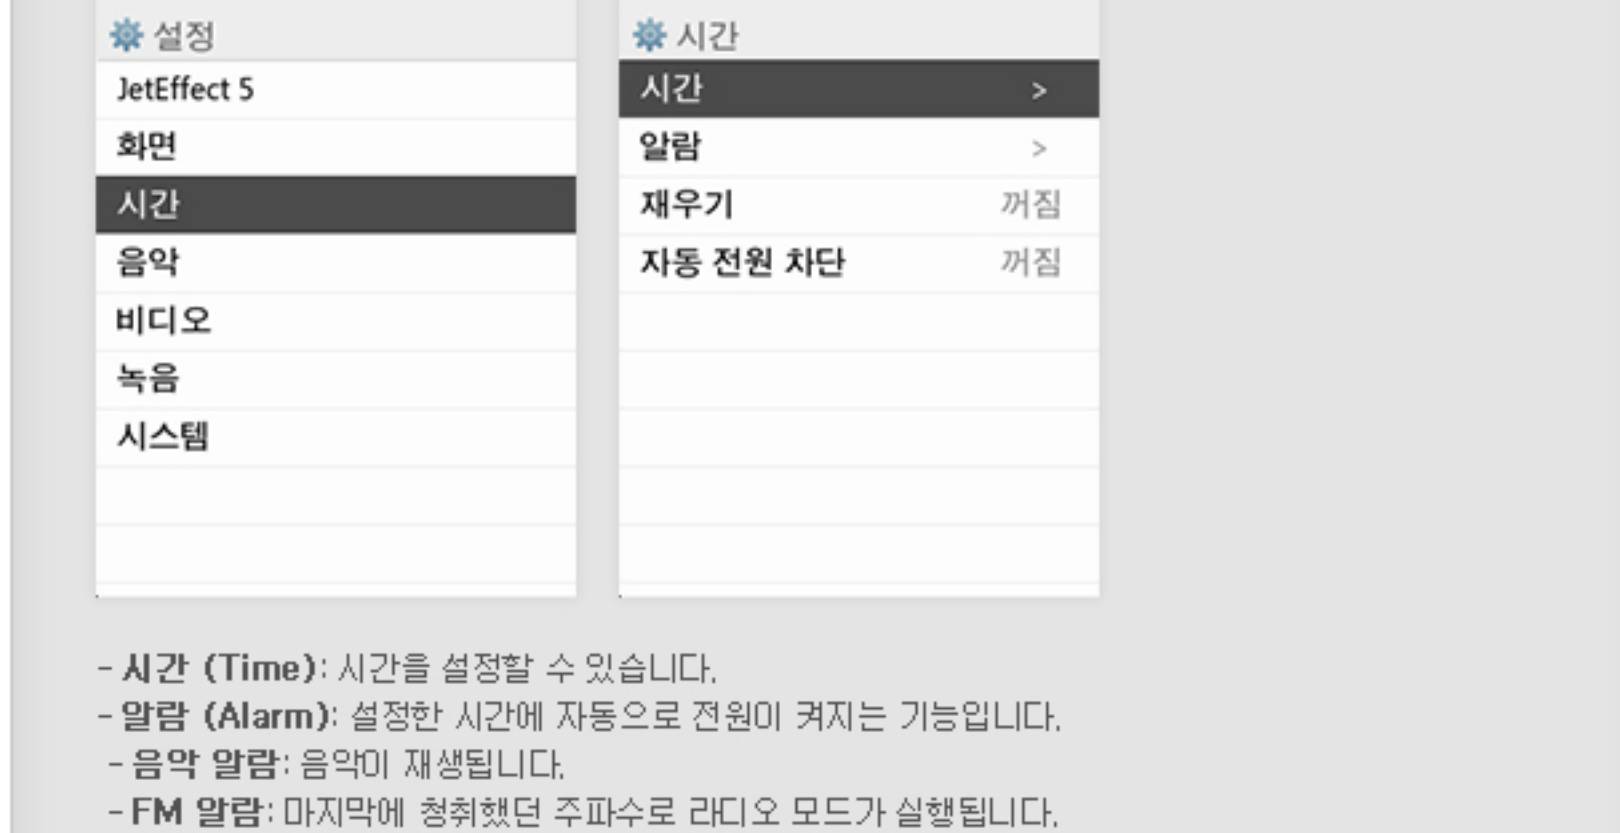 설정
JetEffect 5
화면
시간
음악
비디오
녹음
시스템
시간
시간 >
알람 >
재우기 꺼짐
자동 전원 차단 꺼짐
- 시간 (Time): 시간을 설정할 수 있습니다.
- 알람 (Alarm): 설정한 시간에 자동으로 전원이 켜지는 기능입니다.
- 음악 알람: 음악이 재생됩니다.
- FM 알람: 마지막에 청취했던 주파수로 라디오 모드가 실행됩니다.